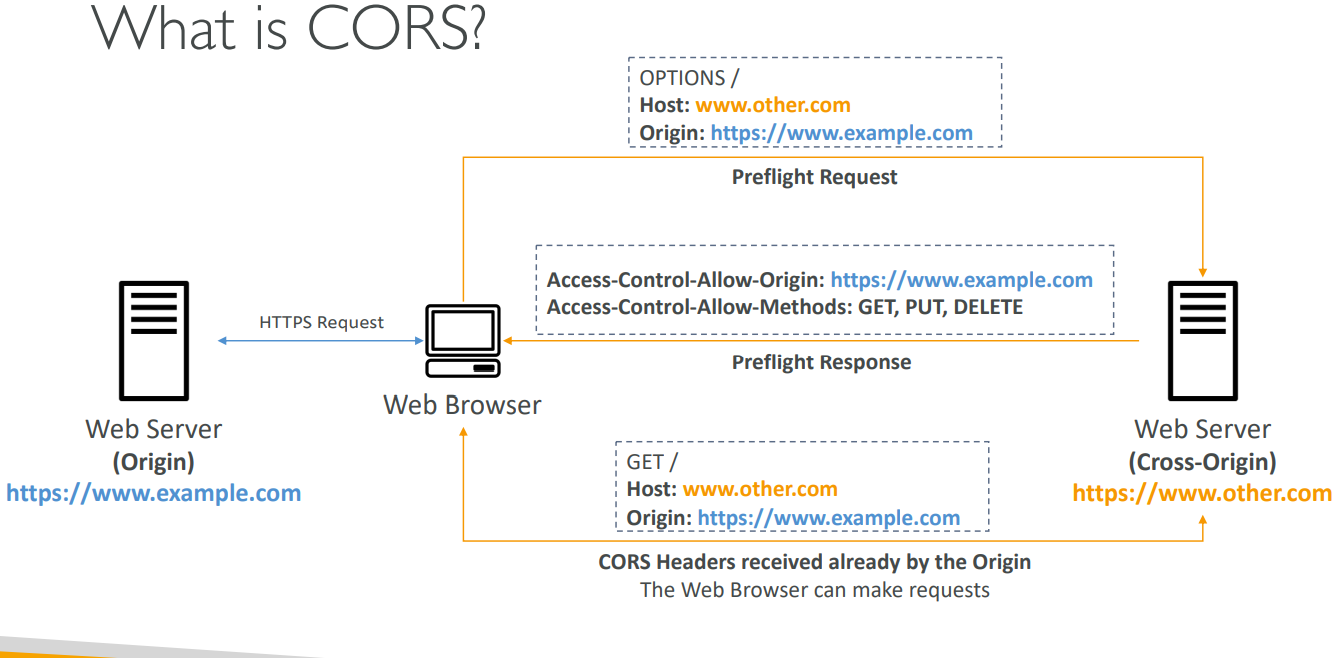 What is CORS?
OPTIONS /
Host: www.other.com
Origin: https://www.example.com
Preflight Request
Access-Control-Allow-Origin: https://www.example.com
Access-Control-Allow-Methods: GET, PUT, DELETE
HTTPS Request
Preflight Response
Web Browser
Web Server
(Origin)
https://www.example.com
Web Server
(Cross-Origin)
https://www.other.com
GET /
Host: www.other.com
Origin: https://www.example.com
CORS Headers received already by the Origin
The Web Browser can make requests